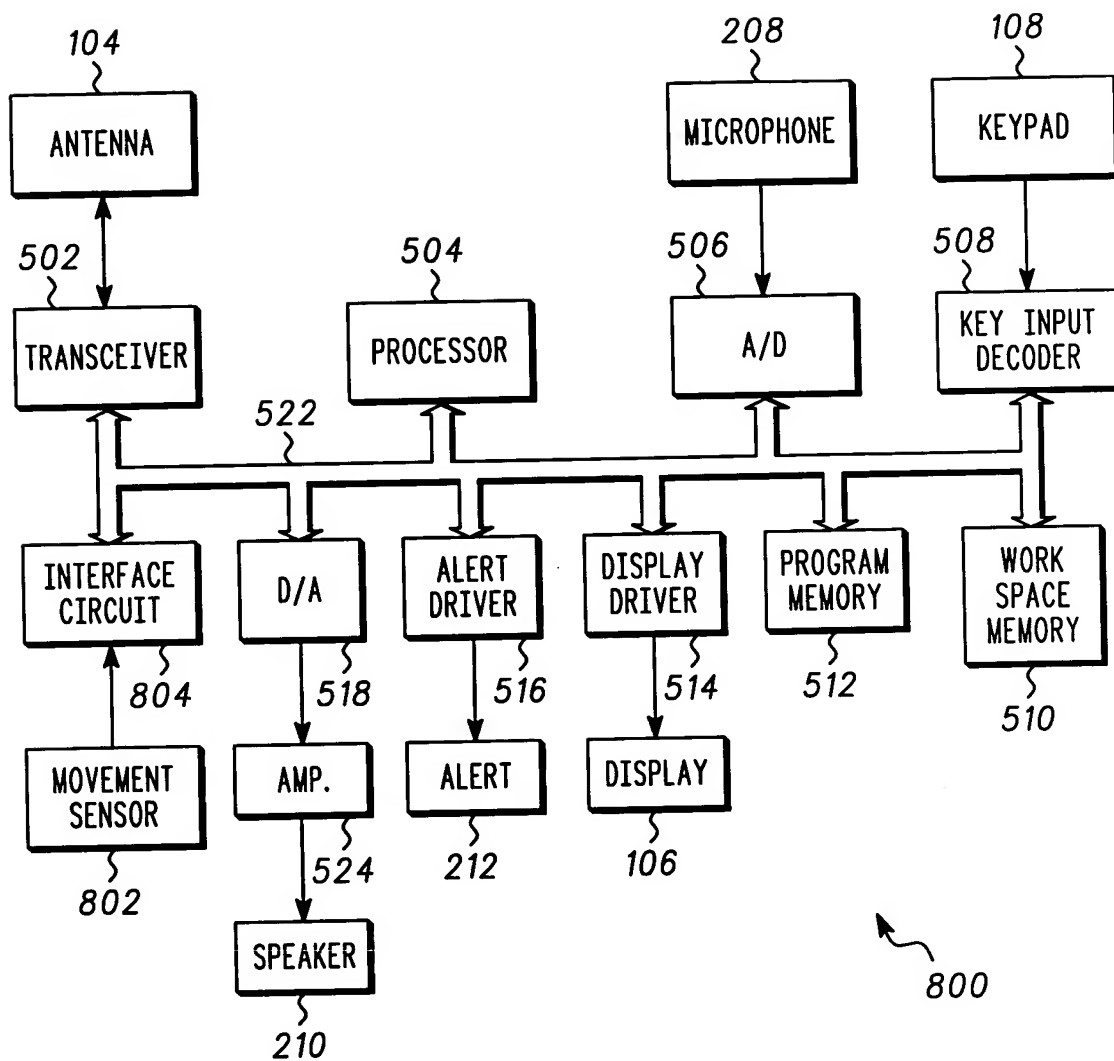 104
208
108
ANTENNA
MICROPHONE
KEYPAD
502
504
506
508
TRANSCEIVER
PROCESSOR
A/D
KEY INPUT
DECODER
522
INTERFACE
CIRCUIT
D/A
ALERT
DRIVER
DISPLAY
DRIVER
PROGRAM
MEMORY
WORK
SPACE
MEMORY
804
518
516
514
512
510
MOVEMENT
SENSOR
AMP.
ALERT
DISPLAY
802
524
212
106
SPEAKER
210
800